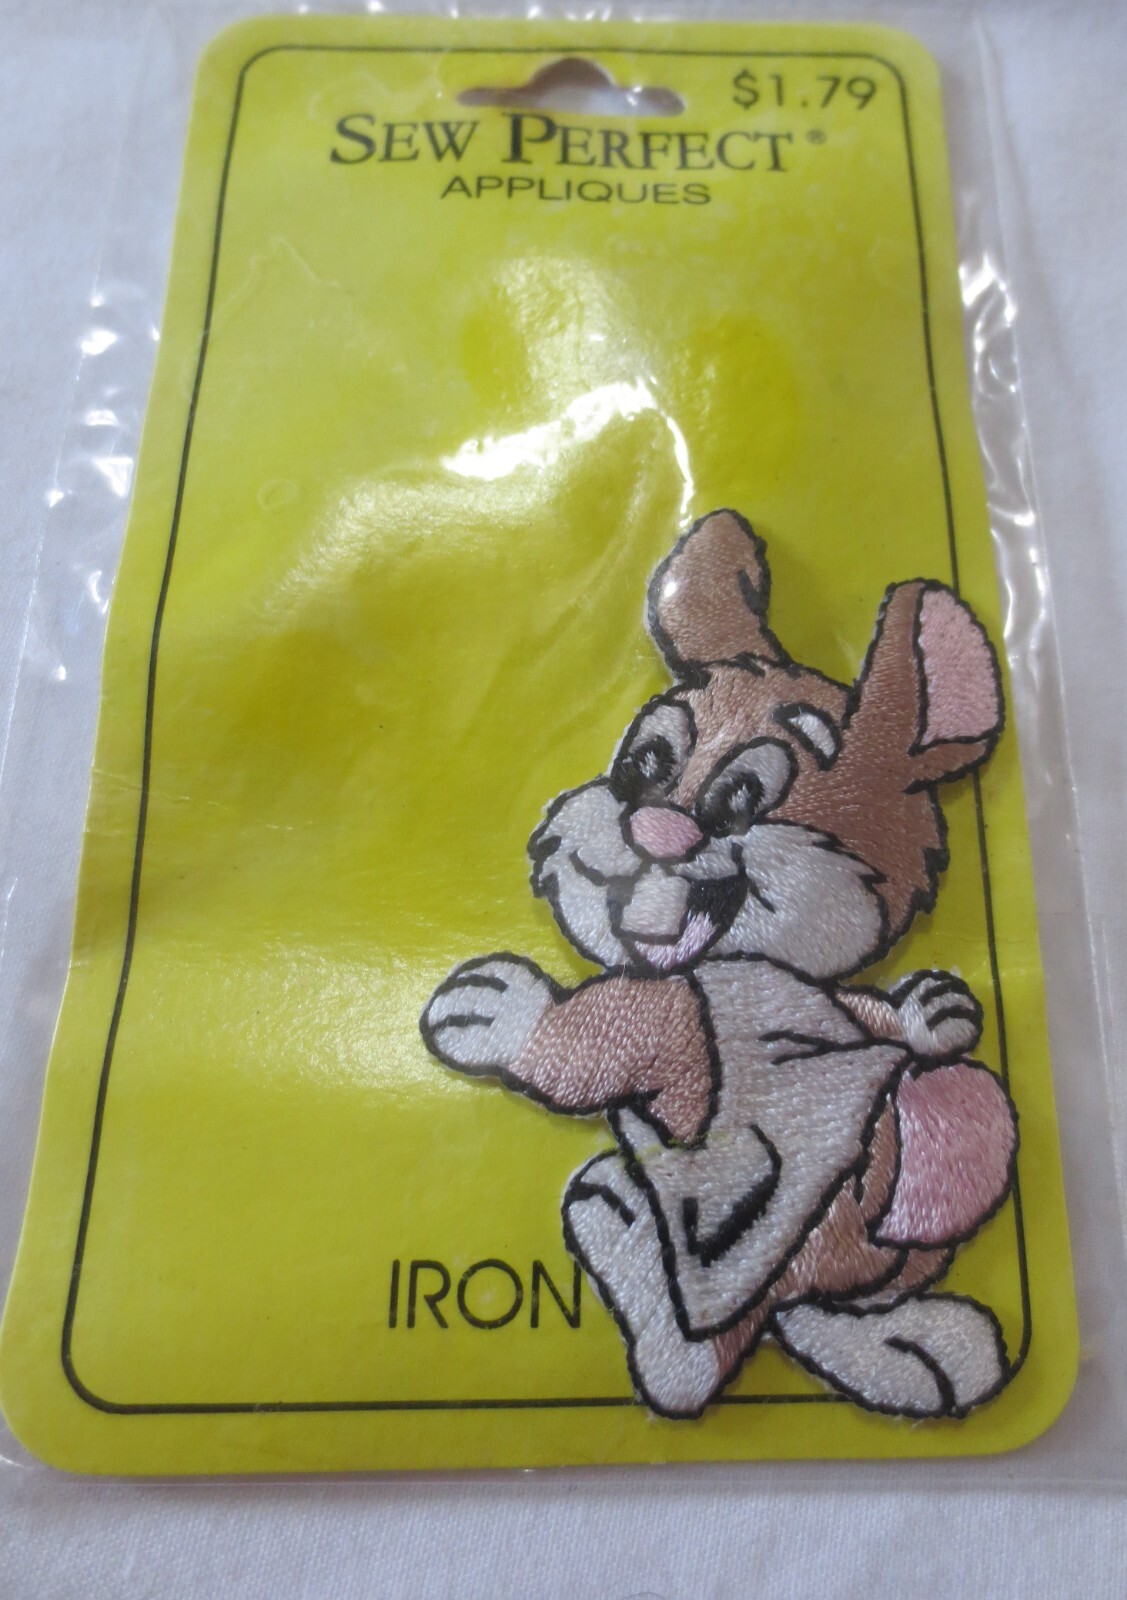 $1.79
SEW PERFECT®
APPLIQUES
IRON